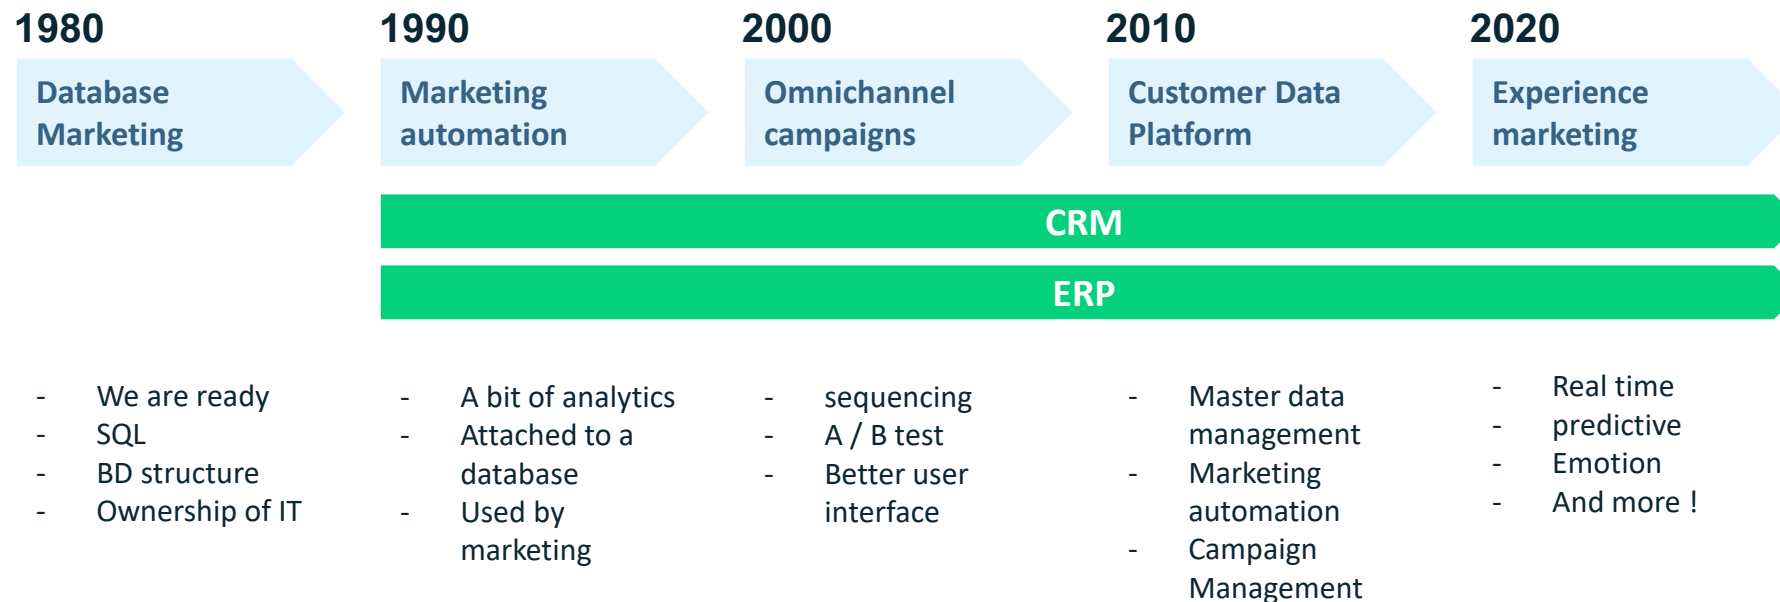 1980
Database
Marketing
1990
Marketing
automation
2000
Omnichannel
campaigns
2010
Customer Data
Platform
2020
Experience
marketing
CRM
ERP
- We are ready
- SQL
- BD structure
- Ownership of IT
- A bit of analytics
- Attached to a
database
- Used by
marketing
- sequencing
- A / B test
- Better user
interface
- Master data
management
- Marketing
automation
- Campaign
Management
- Real time
- predictive
- Emotion
- And more !